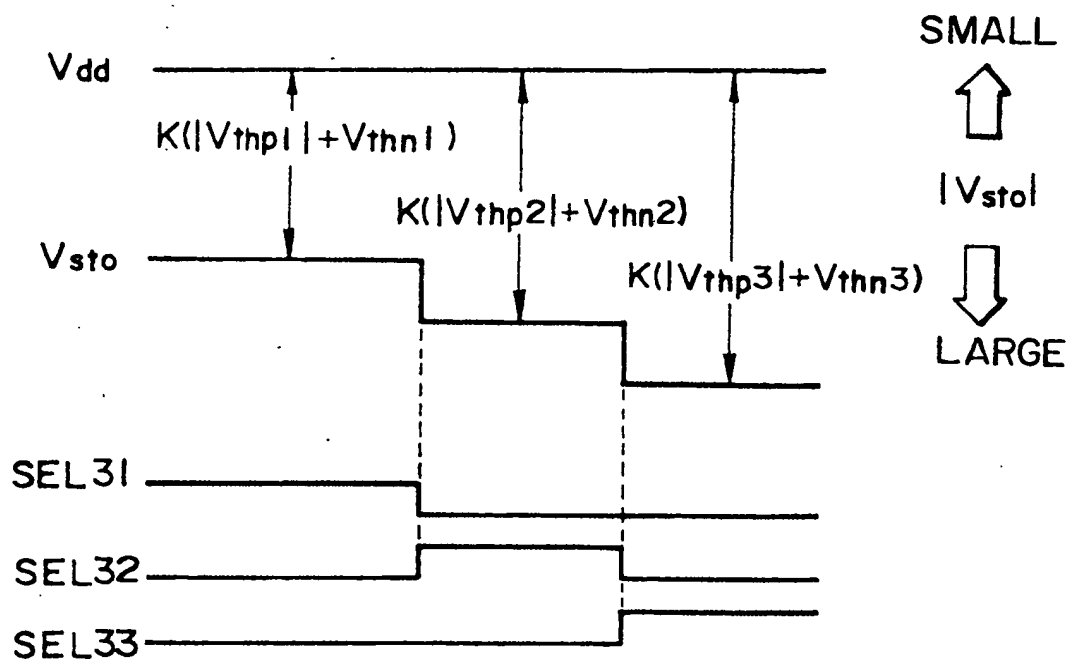 SMALL
Vdd
K(|Vthp1|+Vthn1)
|Vsto|
K(|Vthp2|+Vthn2)
Vsto
K(|Vthp3|+Vthn3)
LARGE
SEL31
SEL32
SEL33